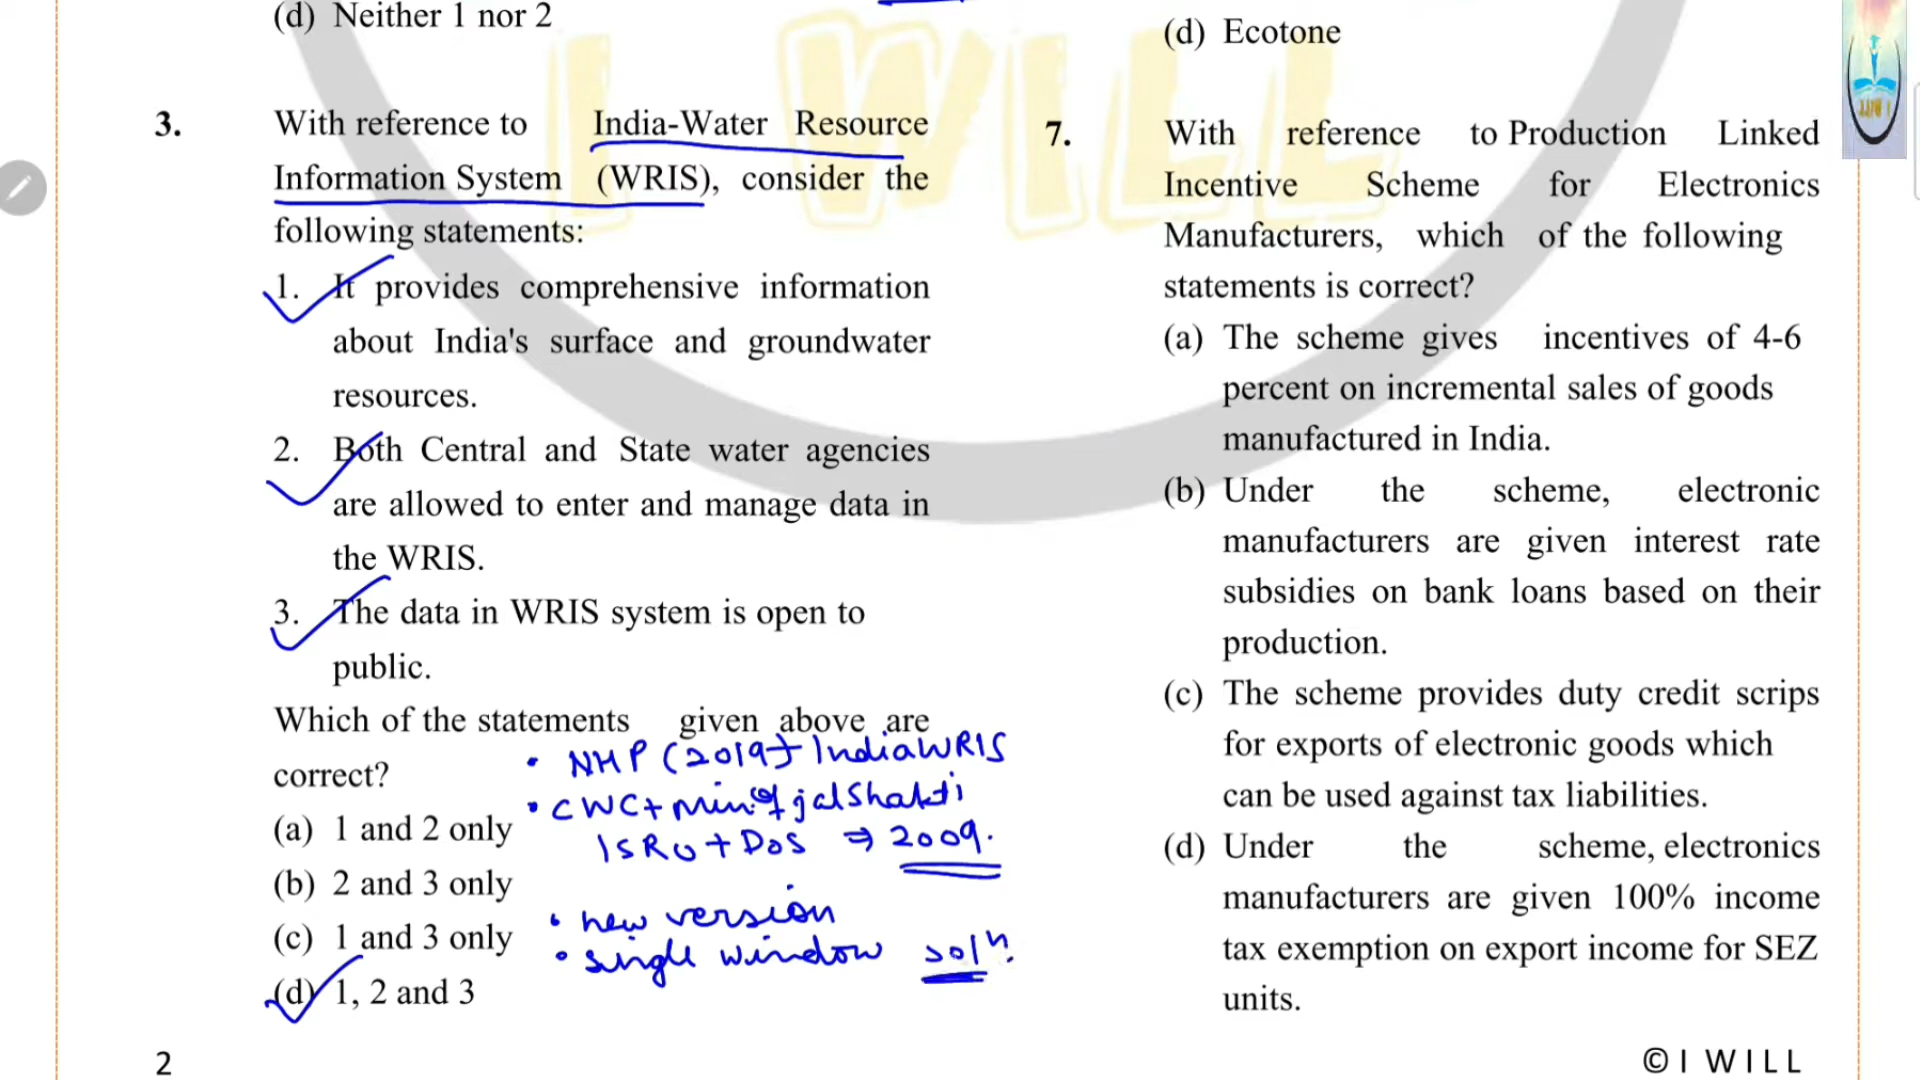 (d) Neither 1 nor 2
3. With reference to India-Water Resource
Information System (WRIS), consider the
following statements:
1. It provides comprehensive information
about India's surface and groundwater
resources.
2. Both Central and State water agencies
are allowed to enter and manage data in
the WRIS.
3. The data in WRIS system is open to
public.
Which of the statements given above are
correct?
• NHP (2019) IndiaWRIS
• CWC + Min. of jalshakti
ISRO + DOS ⇒ 2009.
• new version
• single window soln.
(a) 1 and 2 only
(b) 2 and 3 only
(c) 1 and 3 only
(d) 1, 2 and 3
2
(d) Ecotone
7. With reference to Production Linked
Incentive Scheme for Electronics
Manufacturers, which of the following
statements is correct?
(a) The scheme gives incentives of 4-6
percent on incremental sales of goods
manufactured in India.
(b) Under the scheme, electronic
manufacturers are given interest rate
subsidies on bank loans based on their
production.
(c) The scheme provides duty credit scrips
for exports of electronic goods which
can be used against tax liabilities.
(d) Under the scheme, electronics
manufacturers are given 100% income
tax exemption on export income for SEZ
units.
© I WILL
I WILL